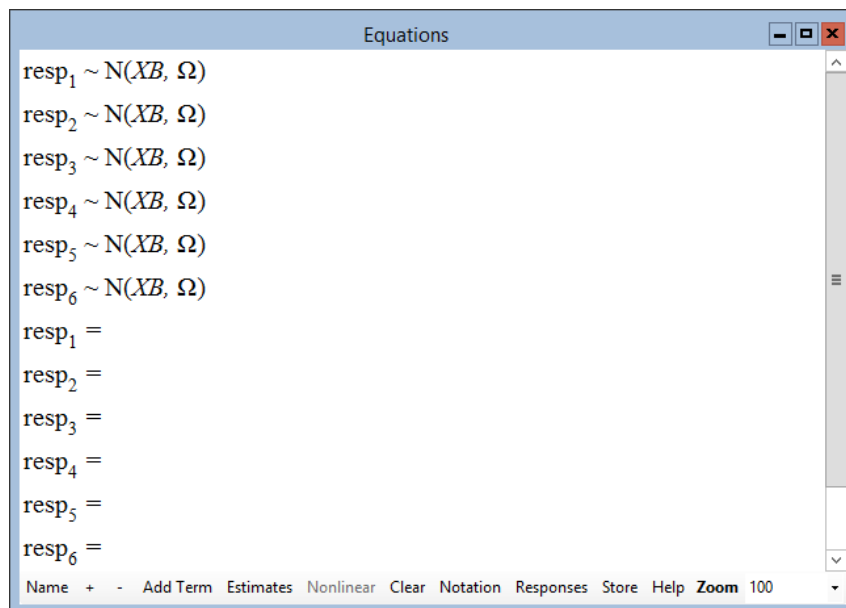 Equations
resp₁ ~ N(XB, Ω)
resp₂ ~ N(XB, Ω)
resp₃ ~ N(XB, Ω)
resp₄ ~ N(XB, Ω)
resp₅ ~ N(XB, Ω)
resp₆ ~ N(XB, Ω)
resp₁ =
resp₂ =
resp₃ =
resp₄ =
resp₅ =
resp₆ =
Name + - Add Term Estimates Nonlinear Clear Notation Responses Store Help Zoom 100